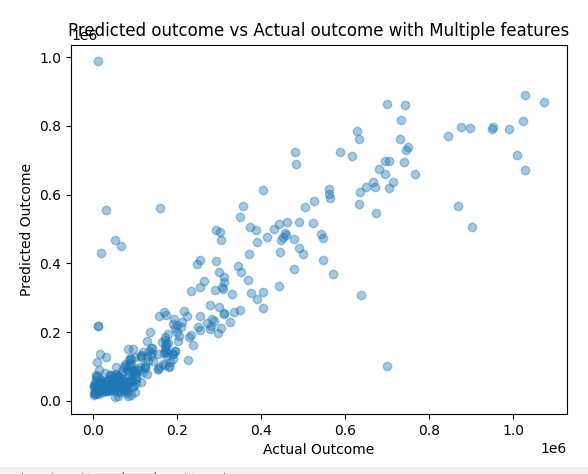 Predicted outcome vs Actual outcome with Multiple features
1e6
1.0
0.8
0.6
0.4
0.2
0.0
Predicted Outcome
0.0 0.2 0.4 0.6 0.8 1.0
Actual Outcome
1e6